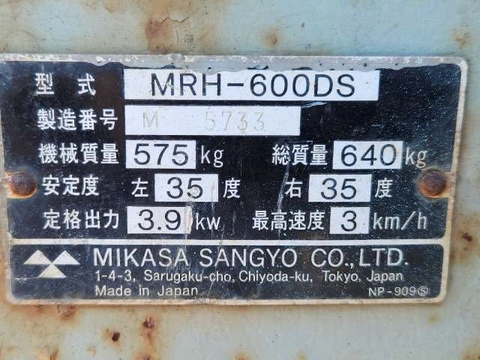 型式 MRH-600DS
製造番号 M 5733
機械質量 575 kg 総質量 640 kg
安定度 左 35 度 右 35 度
定格出力 3.9 kw 最高速度 3 km/h
MIKASA SANGYO CO.,LTD.
1-4-3, Sarugaku-cho, Chiyoda-ku, Tokyo, Japan
Made in Japan NP-909Ⓢ